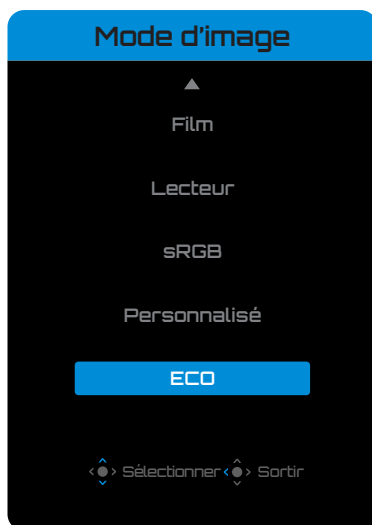 Mode d'image
Film
Lecteur
sRGB
Personnalisé
ECO
Sélectionner Sortir